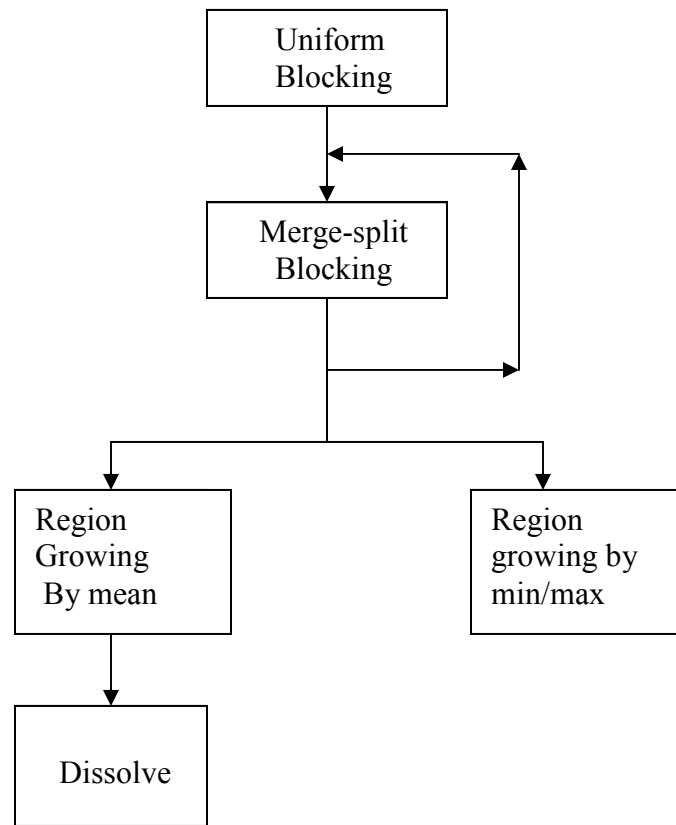 Uniform
Blocking
Merge-split
Blocking
Region
Growing
By mean
Region
growing by
min/max
Dissolve